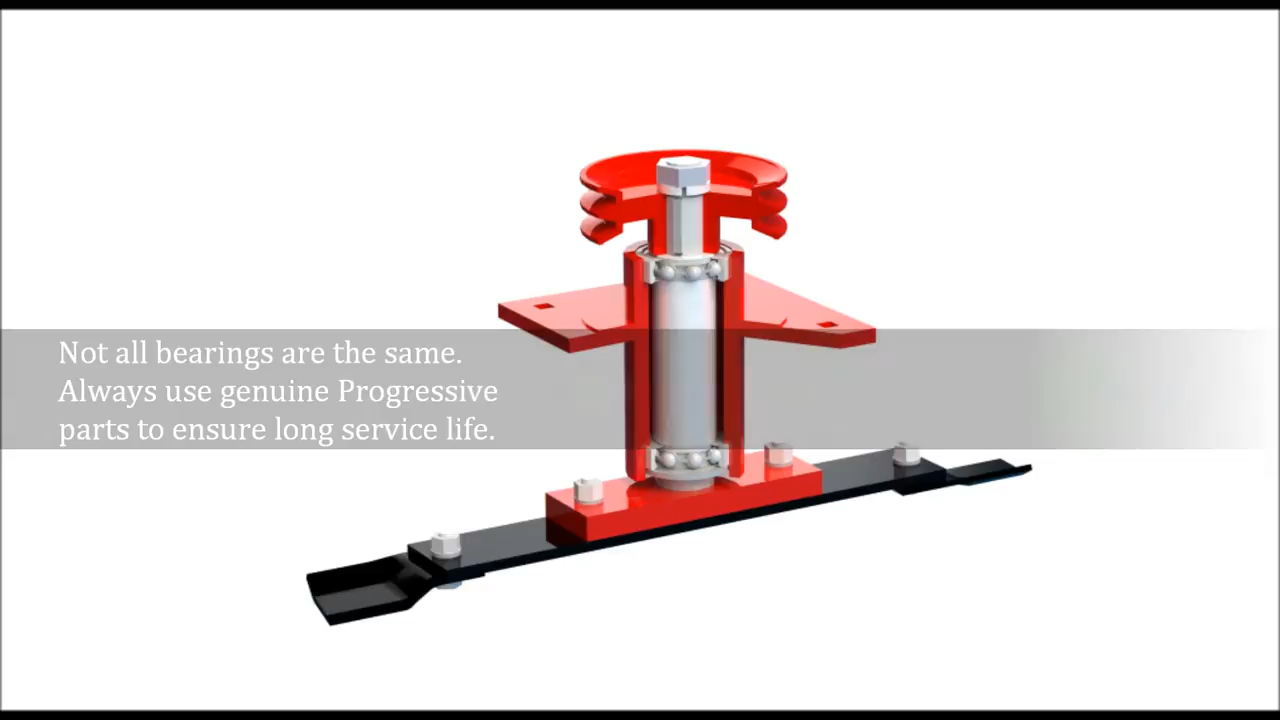 Not all bearings are the same.
Always use genuine Progressive
parts to ensure long service life.